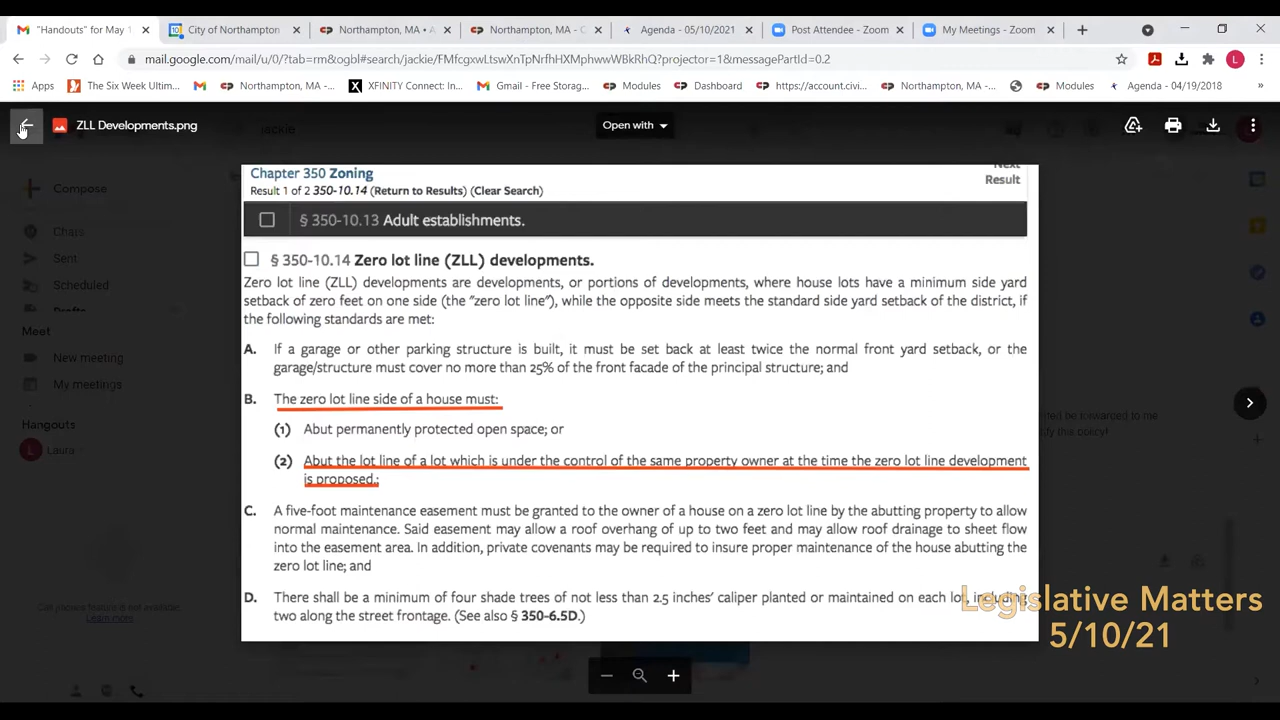 "Handouts" for May 1
City of Northampton
Northampton, MA • A
Northampton, MA - C
Agenda - 05/10/2021
Post Attendee - Zoom
My Meetings - Zoom
mail.google.com/mail/u/0/?tab=rm&ogbl#search/jackie/FMfcgxwLtswXnTpNrfhHXMphwwWBkRhQ?projector=1&messagePartId=0.2
L
Apps
The Six Week Ultim...
Northampton, MA -...
XFINITY Connect: In...
Gmail - Free Storag...
Modules
Dashboard
https://account.civi...
Northampton, MA -...
Modules
Agenda - 04/19/2018
»
ZLL Developments.png
jackie
Open with
Compose
Chats
Sent
Scheduled
Drafts
Meet
New meeting
My meetings
Hangouts
Laura
Learn more
Chapter 350 Zoning
Next
Result
Result 1 of 2 350-10.14 (Return to Results) (Clear Search)
§ 350-10.13 Adult establishments.
§ 350-10.14 Zero lot line (ZLL) developments.
Zero lot line (ZLL) developments are developments, or portions of developments, where house lots have a minimum side yard
setback of zero feet on one side (the "zero lot line"), while the opposite side meets the standard side yard setback of the district, if
the following standards are met:
A. If a garage or other parking structure is built, it must be set back at least twice the normal front yard setback, or the
garage/structure must cover no more than 25% of the front facade of the principal structure; and
B. The zero lot line side of a house must:
(1) Abut permanently protected open space; or
(2) Abut the lot line of a lot which is under the control of the same property owner at the time the zero lot line development
is proposed.;
C. A five-foot maintenance easement must be granted to the owner of a house on a zero lot line by the abutting property to allow
normal maintenance. Said easement may allow a roof overhang of up to two feet and may allow roof drainage to sheet flow
into the easement area. In addition, private covenants may be required to insure proper maintenance of the house abutting the
zero lot line; and
D. There shall be a minimum of four shade trees of not less than 2.5 inches' caliper planted or maintained on each lot, including
two along the street frontage. (See also § 350-6.5D.)
Legislative Matters
5/10/21